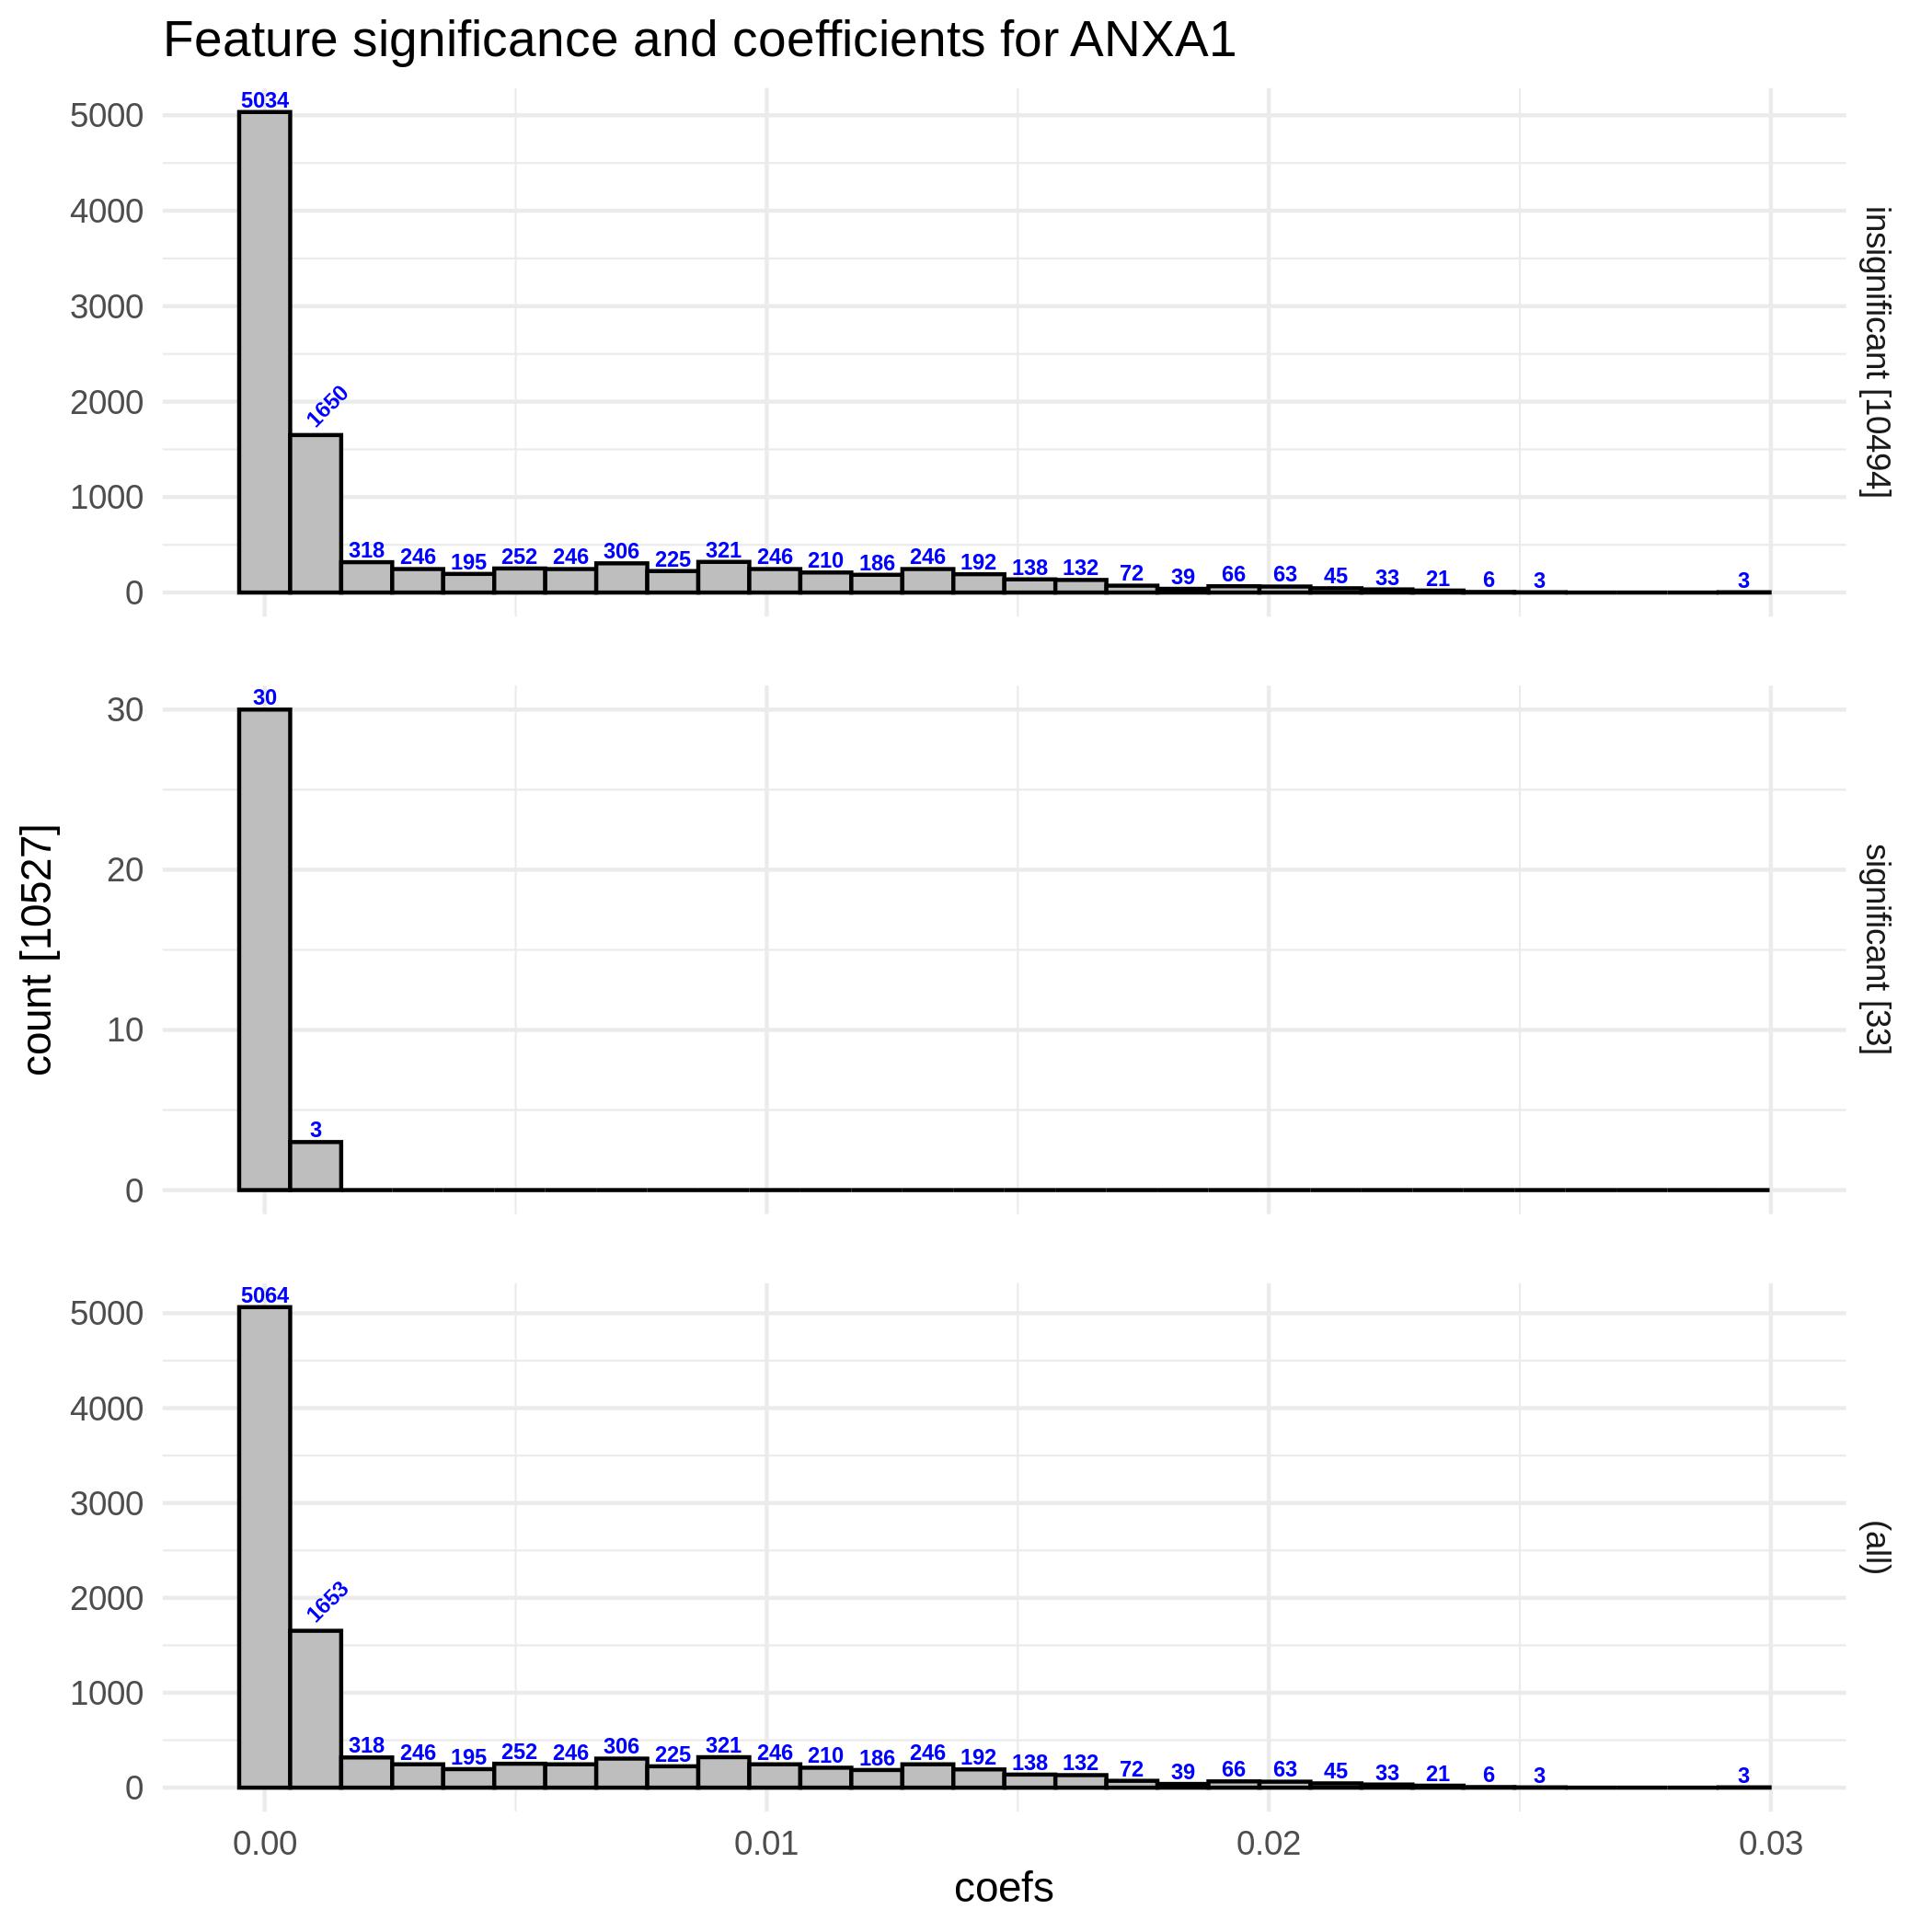 Feature significance and coefficients for ANXA1
count [10527]
5000
4000
3000
2000
1000
0
5034
1650
318 246 195 252 246 306 225 321 246 210 186 246 192 138 132 72 39 66 63 45 33 21 6 3 3
insignificant [10494]
30
20
10
0
30
3
significant [33]
5000
4000
3000
2000
1000
0
5064
1653
318 246 195 252 246 306 225 321 246 210 186 246 192 138 132 72 39 66 63 45 33 21 6 3 3
(all)
0.00 0.01 0.02 0.03
coefs